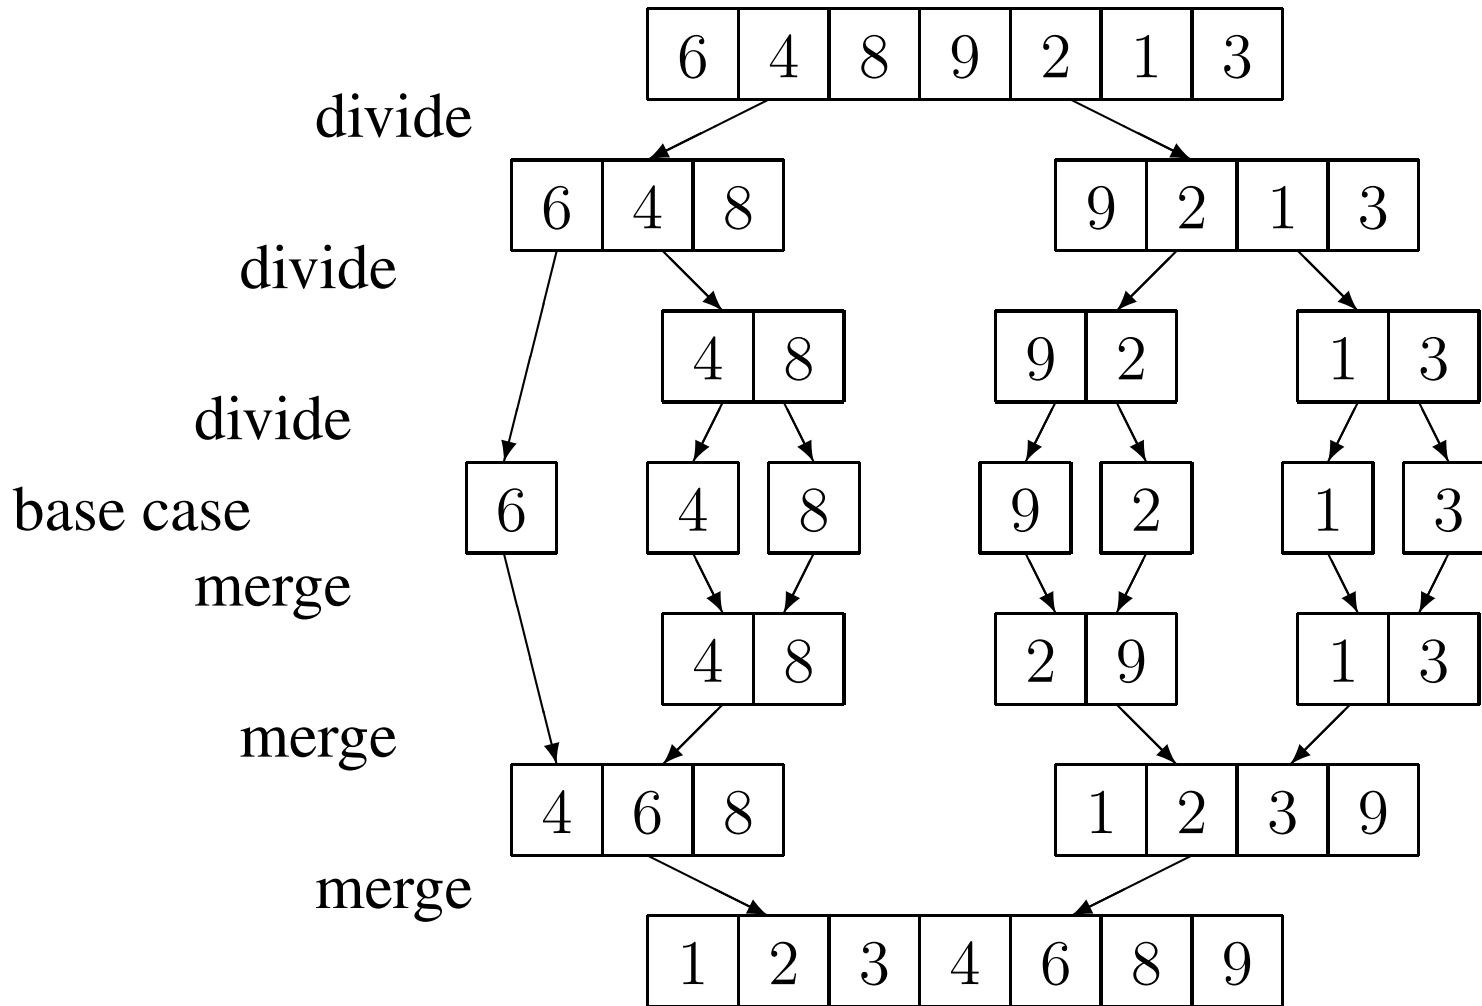 6 4 8 9 2 1 3
divide
6 4 8 9 2 1 3
divide
4 8 9 2 1 3
divide
base case 6 4 8 9 2 1 3
merge
4 8 2 9 1 3
merge
4 6 8 1 2 3 9
merge
1 2 3 4 6 8 9